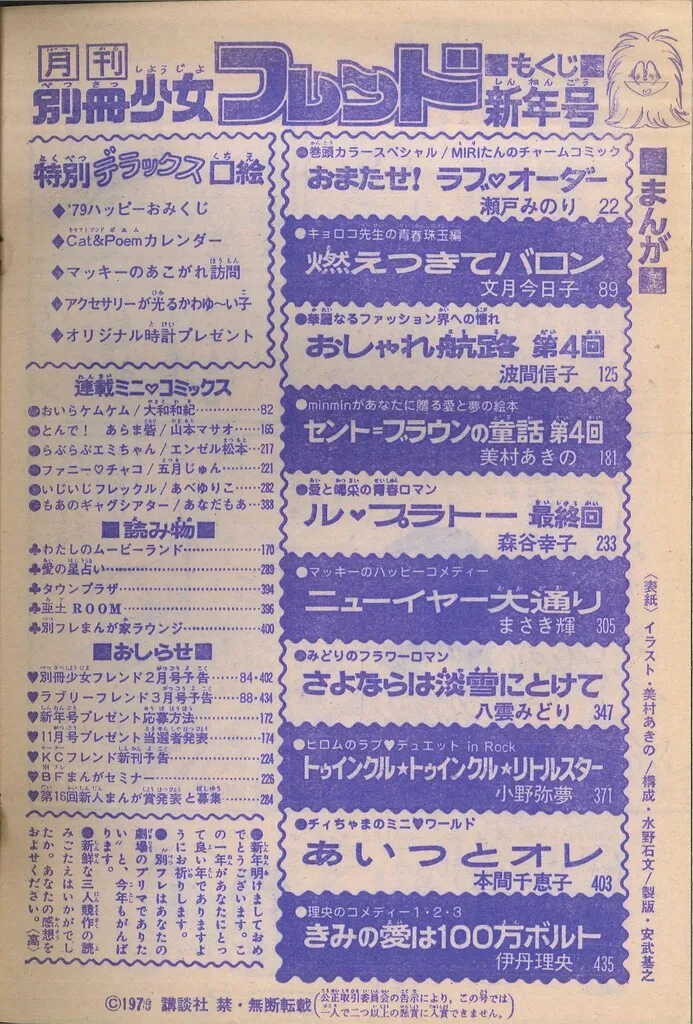 月刊
別冊少女フレンド
■もくじ■
新年号
特別デラックス口絵
◆'79ハッピーおみくじ
◆Cat&Poemカレンダー
◆マッキーのあこがれ訪問
◆アクセサリーが光るかわゆ〜い子
◆オリジナル時計プレゼント
連載ミニ♥コミックス
おいらケムケム/大和和紀…………82
とんで! あらま砦/山本マサオ……165
らぶらぶエミちゃん/エンゼル松本…217
ファニー♡チャコ/五月じゅん………221
いじいじフレックル/あべゆりこ……282
もあのギャグシアター/あなだもあ…388
■読み物■
♣わたしのムービーランド……………170
♣愛の星占い……………289
♣タウンプラザ……………394
♣亜土ROOM……………396
♣別フレまんが家ラウンジ……………400
■おしらせ■
♥別冊少女フレンド2月号予告……84・402
♥ラブリーフレンド3月号予告……88・434
♥新年号プレゼント応募方法……172
♥11月号プレゼント当選者発表……174
♥KCフレンド新刊予告……224
♥BFまんがセミナー……226
♥第16回新人まんが賞発表と募集……284
●新年明けましておめ
でとうございます。こ
の一年があなたにとっ
て良い年でありますよ
うにお祈りします。
●〝別フレはあなたの
劇場のプリマでありた
い〟と、今年もがんば
ります。
●新鮮な三人競作の読
みごたえはいかがでし
たか。あなたの感想を
およせください。〈高〉
■まんが■
●巻頭カラースペシャル/MIRIたんのチャームコミック
おまたせ! ラブ♥オーダー
瀬戸みのり 22
●キョロコ先生の青春珠玉編
燃えつきてバロン
文月今日子 89
●華麗なるファッション界への憧れ
おしゃれ航路 第4回
波間信子 125
●minminがあなたに贈る愛と夢の絵本
セント=ブラウンの童話 第4回
美村あきの 181
●愛と喝采の青春ロマン
ル♥プラトー 最終回
森谷幸子 233
●マッキーのハッピーコメディー
ニューイヤー大通り
まさき輝 305
●みどりのフラワーロマン
さよならは淡雪にとけて
八雲みどり 347
●ヒロムのラブ♥デュエット in Rock
トゥインクル★トゥインクル★リトルスター
小野弥夢 371
●チィちゃまのミニ♥ワールド
あいつとオレ
本間千恵子 403
●理央のコメディー1・2・3
きみの愛は100万ボルト
伊丹理央 435
〈表紙〉イラスト・美村あきの/構成・水野石文/製版・安武基之
©1979 講談社 禁・無断転載
(公正取引委員会の告示により、この号では
一人で二つ以上の懸賞に入賞できません。)